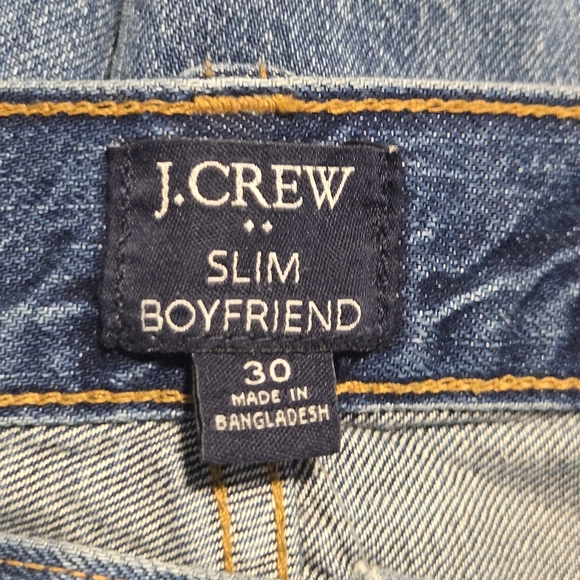 J.CREW
SLIM
BOYFRIEND
30
MADE IN
BANGLADESH